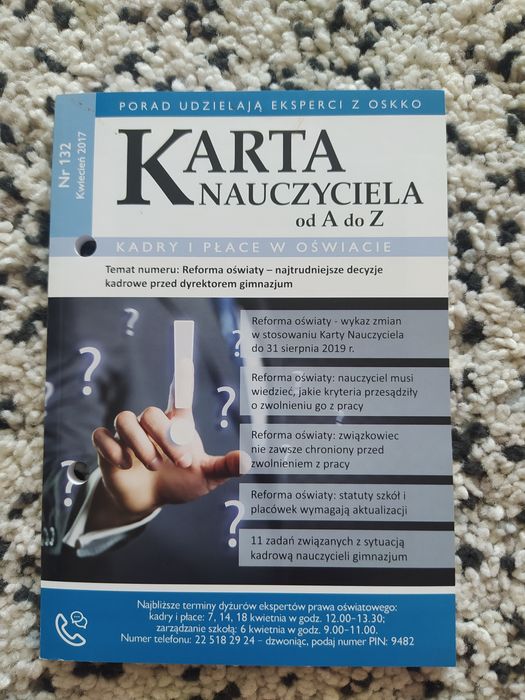 PORAD UDZIELAJĄ EKSPERCI Z OSKKO
Nr 132
Kwiecień 2017
KARTA
NAUCZYCIELA
od A do Z
KADRY I PŁACE W OŚWIACIE
Temat numeru: Reforma oświaty – najtrudniejsze decyzje
kadrowe przed dyrektorem gimnazjum
Reforma oświaty - wykaz zmian
w stosowaniu Karty Nauczyciela
do 31 sierpnia 2019 r.
Reforma oświaty: nauczyciel musi
wiedzieć, jakie kryteria przesądziły
o zwolnieniu go z pracy
Reforma oświaty: związkowiec
nie zawsze chroniony przed
zwolnieniem z pracy
Reforma oświaty: statuty szkół i
placówek wymagają aktualizacji
11 zadań związanych z sytuacją
kadrową nauczycieli gimnazjum
Najbliższe terminy dyżurów ekspertów prawa oświatowego:
kadry i płace: 7, 14, 18 kwietnia w godz. 12.00-13.30;
zarządzanie szkołą: 6 kwietnia w godz. 9.00-11.00.
Numer telefonu: 22 518 29 24 – dzwoniąc, podaj numer PIN: 9482